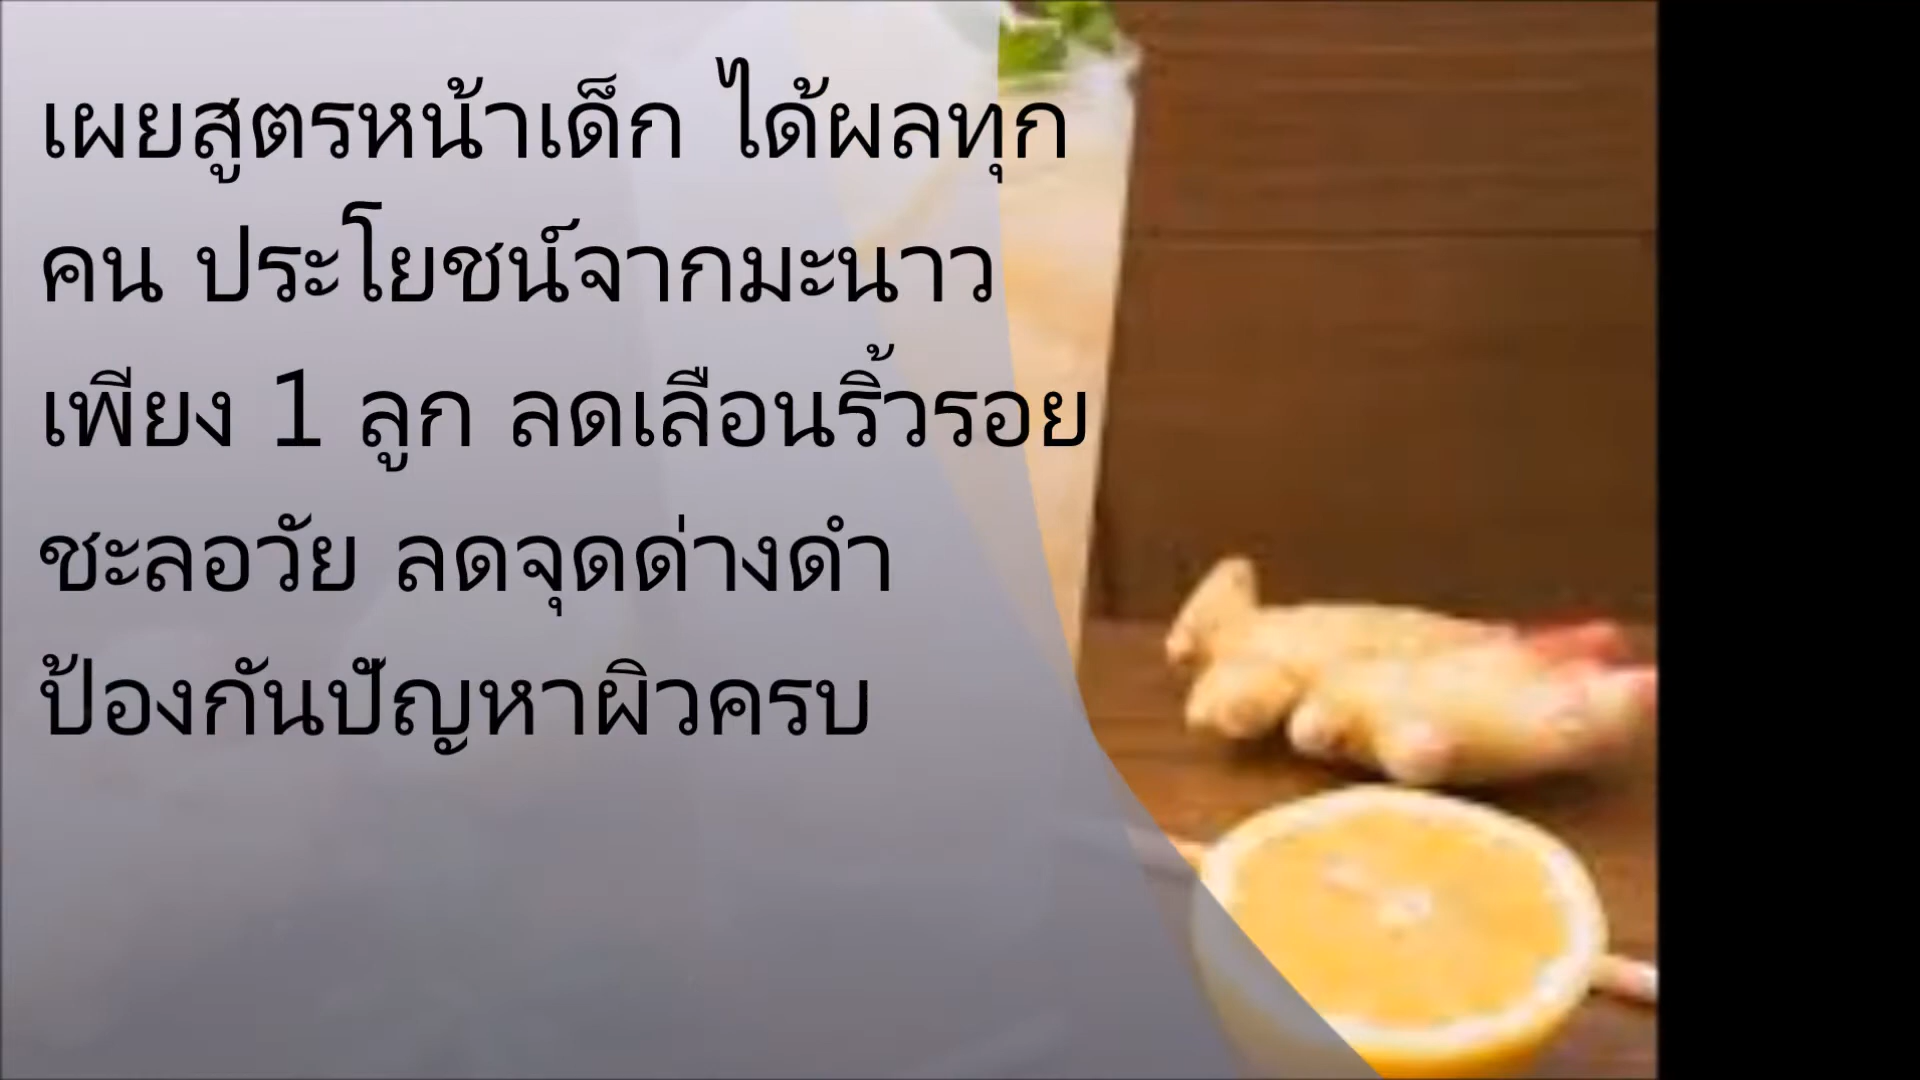 เผยสูตรหน้าเด็ก ได้ผลทุก
คน ประโยชน์จากมะนาว
เพียง 1 ลูก ลดเลือนริ้วรอย
ชะลอวัย ลดจุดด่างดำ
ป้องกันปัญหาผิวครบ